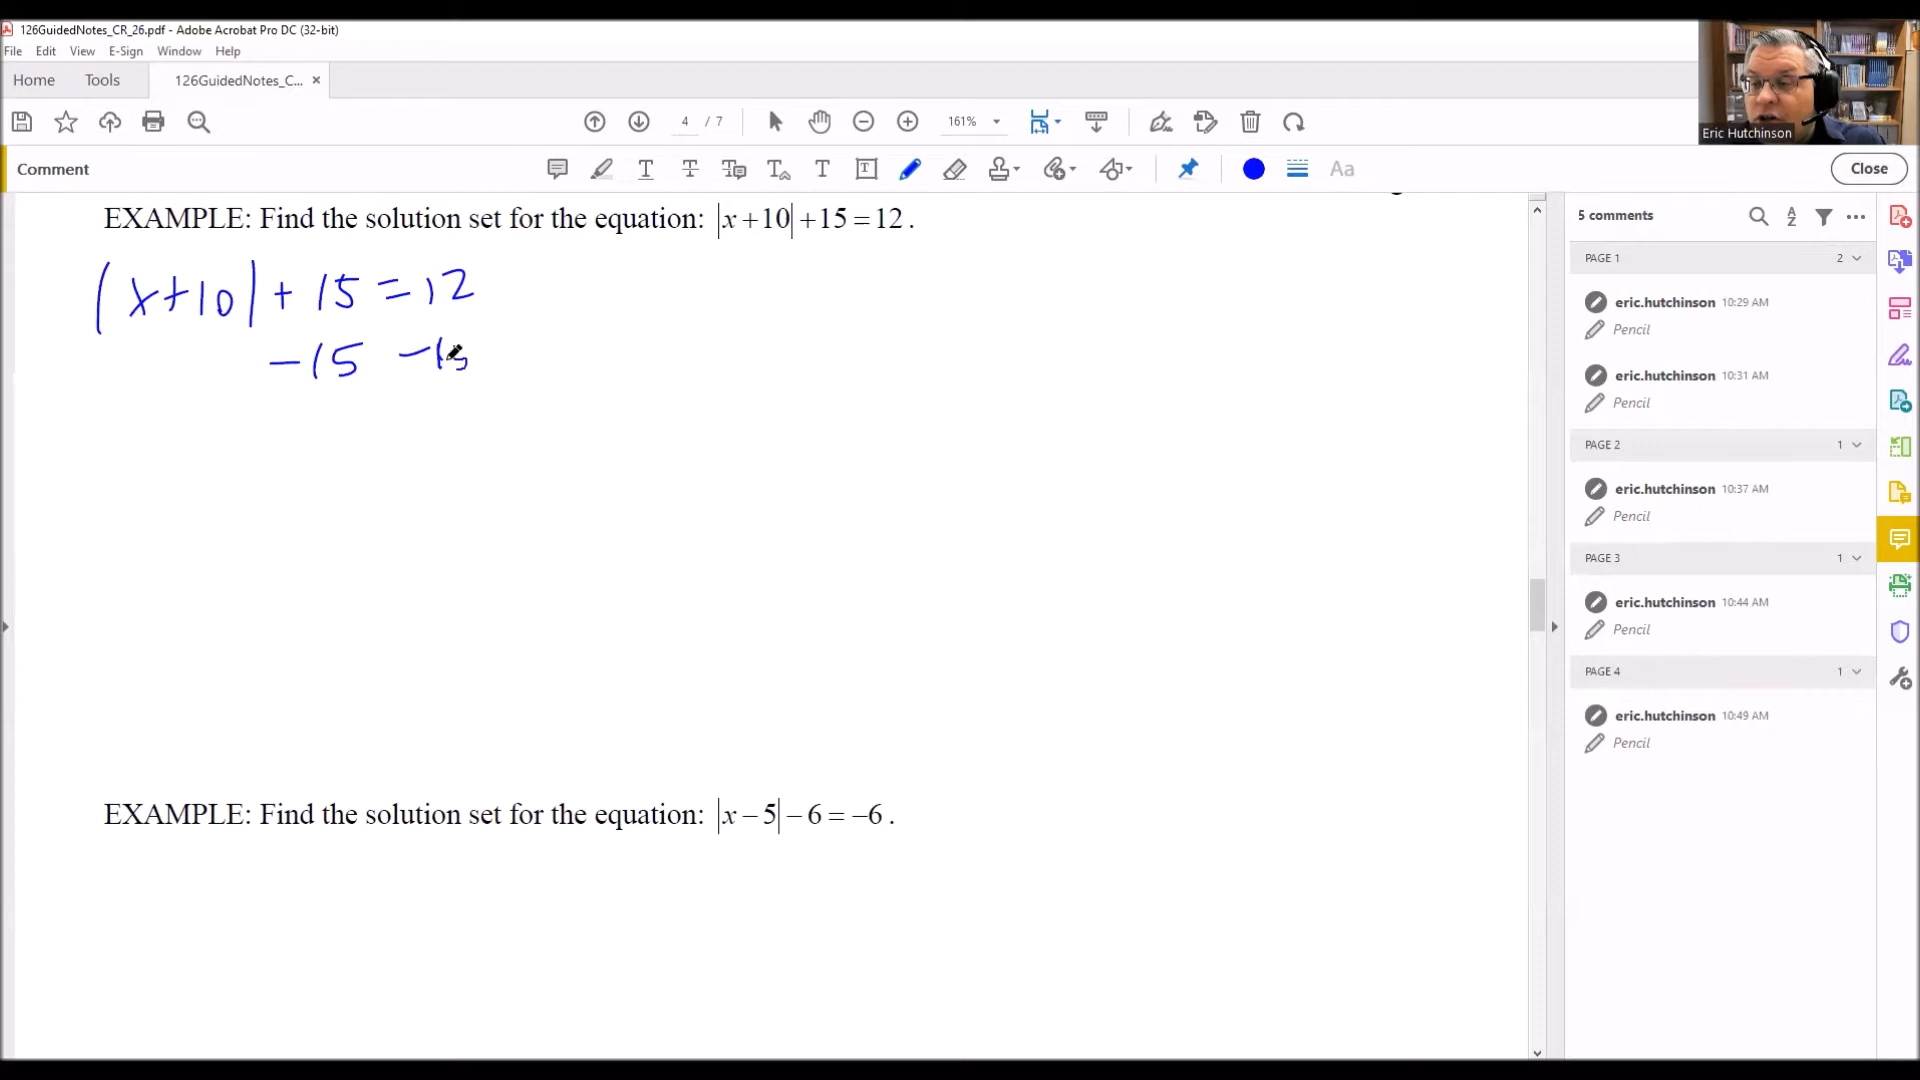 126GuidedNotes_CR_26.pdf - Adobe Acrobat Pro DC (32-bit)
File Edit View E-Sign Window Help
Home Tools 126GuidedNotes_C... ×
4 / 7 161%
Eric Hutchinson
Comment Aa Close
EXAMPLE: Find the solution set for the equation: |x+10|+15=12.
|x+10|+15=12
-15 -15
EXAMPLE: Find the solution set for the equation: |x−5|−6=−6.
5 comments
PAGE 1 2
eric.hutchinson 10:29 AM
Pencil
eric.hutchinson 10:31 AM
Pencil
PAGE 2 1
eric.hutchinson 10:37 AM
Pencil
PAGE 3 1
eric.hutchinson 10:44 AM
Pencil
PAGE 4 1
eric.hutchinson 10:49 AM
Pencil